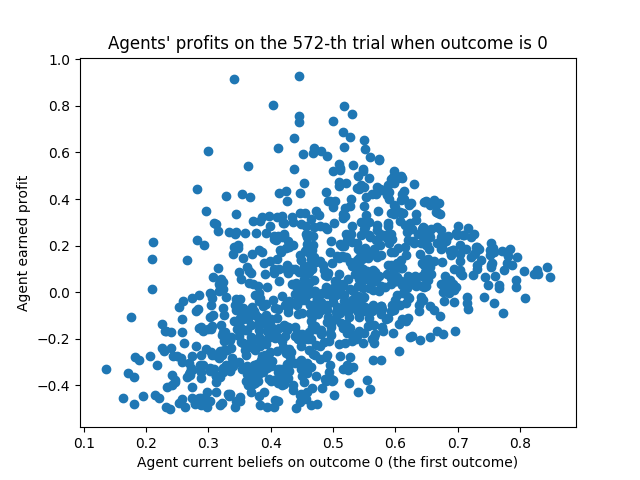 Agents' profits on the 572-th trial when outcome is 0
1.0
0.8
0.6
0.4
0.2
0.0
−0.2
−0.4
Agent earned profit
0.1 0.2 0.3 0.4 0.5 0.6 0.7 0.8
Agent current beliefs on outcome 0 (the first outcome)